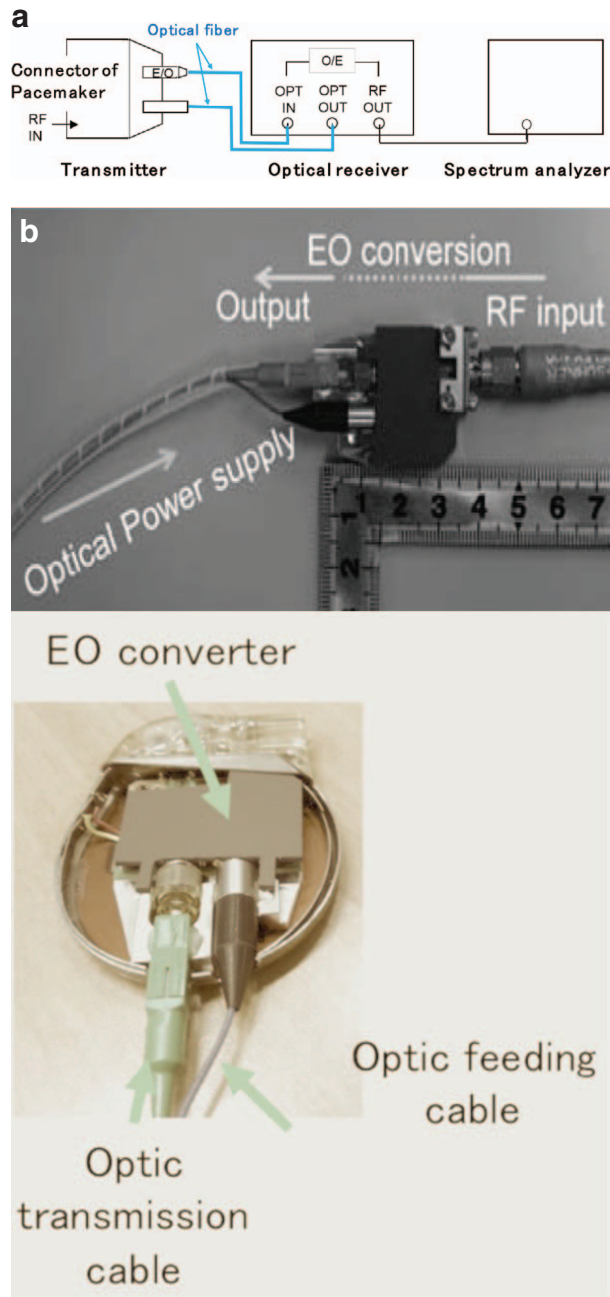 a
Optical fiber
Connector of
Pacemaker
RF
IN
E/O
O/E
OPT
IN
OPT
OUT
RF
OUT
Transmitter
Optical receiver
Spectrum analyzer
b
EO conversion
Output
RF input
Optical Power supply
1 2 3 4 5 6 7
1
2
EO converter
Optic feeding
cable
Optic
transmission
cable